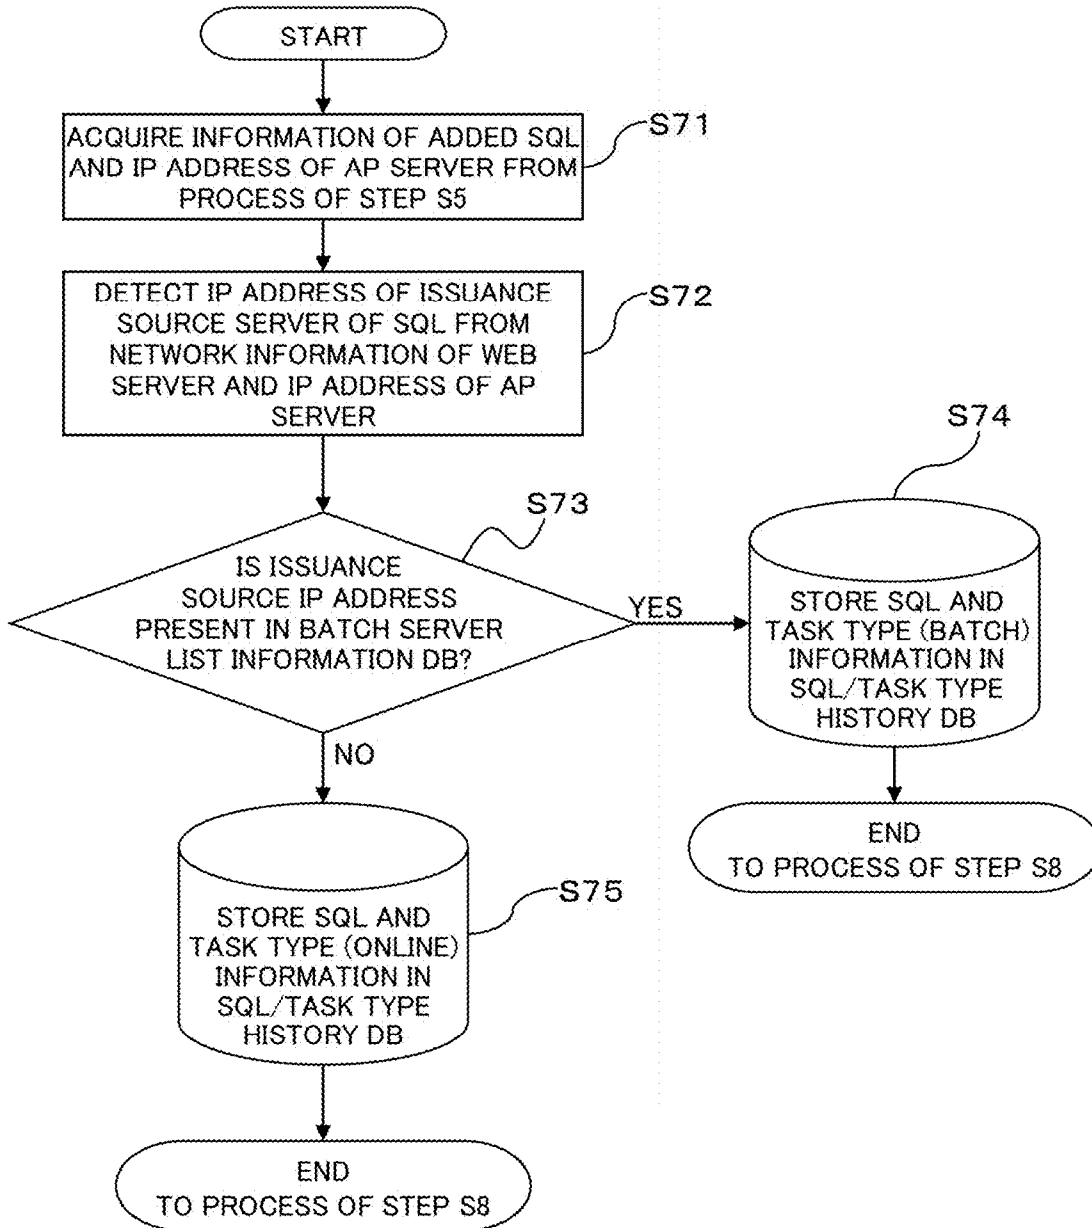 START
ACQUIRE INFORMATION OF ADDED SQL
AND IP ADDRESS OF AP SERVER FROM
PROCESS OF STEP S5
S71
DETECT IP ADDRESS OF ISSUANCE
SOURCE SERVER OF SQL FROM
NETWORK INFORMATION OF WEB
SERVER AND IP ADDRESS OF AP
SERVER
S72
S73
IS ISSUANCE
SOURCE IP ADDRESS
PRESENT IN BATCH SERVER
LIST INFORMATION DB?
YES
S74
STORE SQL AND
TASK TYPE (BATCH)
INFORMATION IN
SQL/TASK TYPE
HISTORY DB
END
TO PROCESS OF STEP S8
NO
S75
STORE SQL AND
TASK TYPE (ONLINE)
INFORMATION IN
SQL/TASK TYPE
HISTORY DB
END
TO PROCESS OF STEP S8